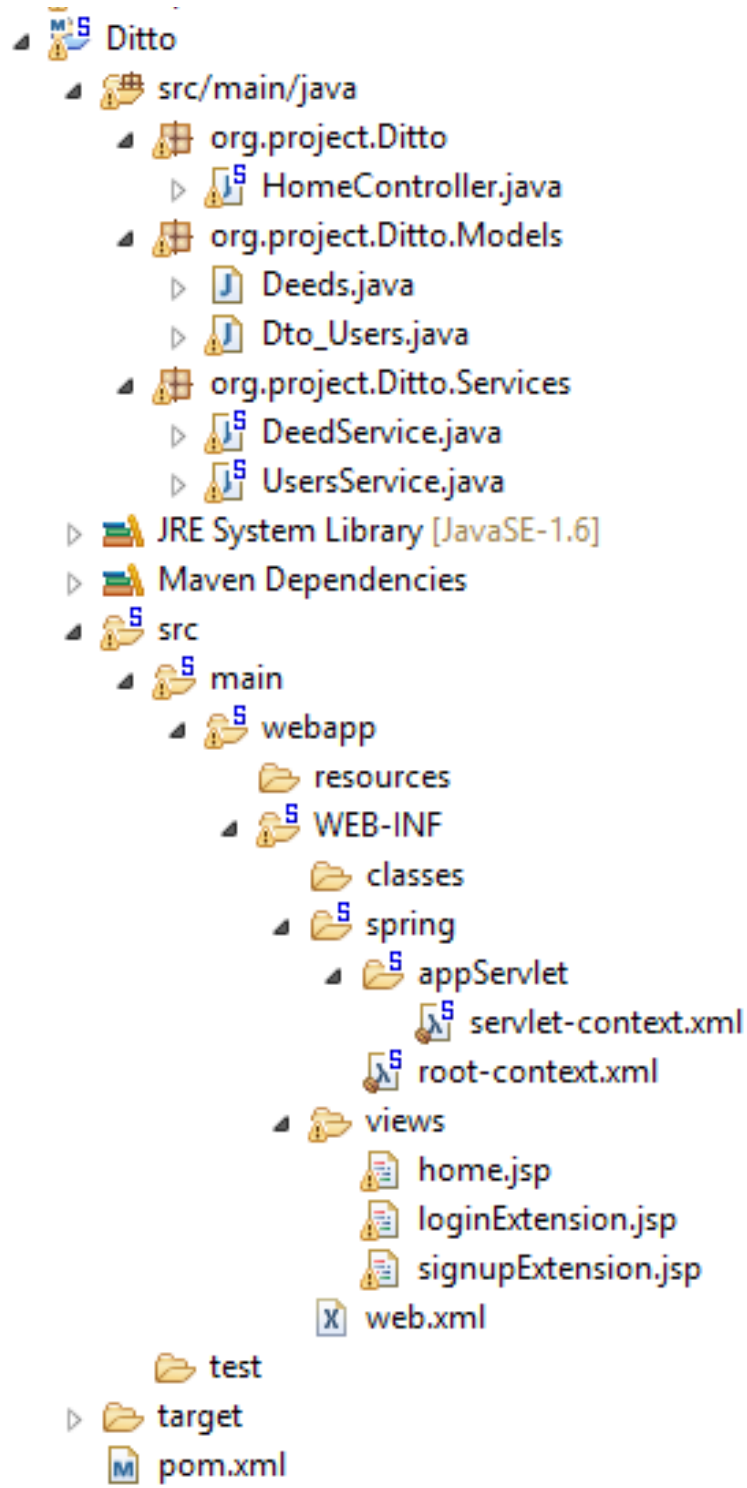 Ditto
src/main/java
org.project.Ditto
HomeController.java
org.project.Ditto.Models
Deeds.java
Dto_Users.java
org.project.Ditto.Services
DeedService.java
UsersService.java
JRE System Library [JavaSE-1.6]
Maven Dependencies
src
main
webapp
resources
WEB-INF
classes
spring
appServlet
servlet-context.xml
root-context.xml
views
home.jsp
loginExtension.jsp
signupExtension.jsp
web.xml
test
target
pom.xml